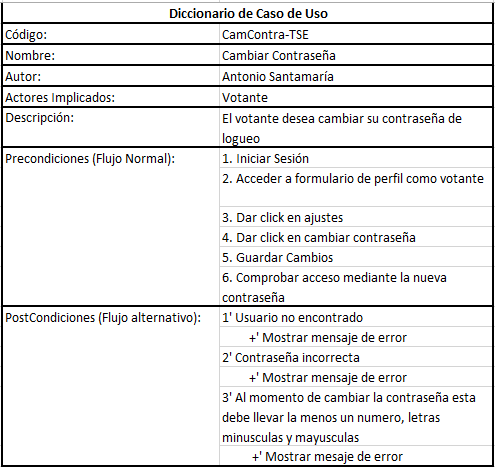 Diccionario de Caso de Uso
Código: CamContra-TSE
Nombre: Cambiar Contraseña
Autor: Antonio Santamaría
Actores Implicados: Votante
Descripción: El votante desea cambiar su contraseña de
logueo
Precondiciones (Flujo Normal): 1. Iniciar Sesión
2. Acceder a formulario de perfil como votante
3. Dar click en ajustes
4. Dar click en cambiar contraseña
5. Guardar Cambios
6. Comprobar acceso mediante la nueva
contraseña
PostCondiciones (Flujo alternativo): 1' Usuario no encontrado
+' Mostrar mensaje de error
2' Contraseña incorrecta
+' Mostrar mensaje de error
3' Al momento de cambiar la contraseña esta
debe llevar la menos un numero, letras
minusculas y mayusculas
+' Mostrar mesaje de error